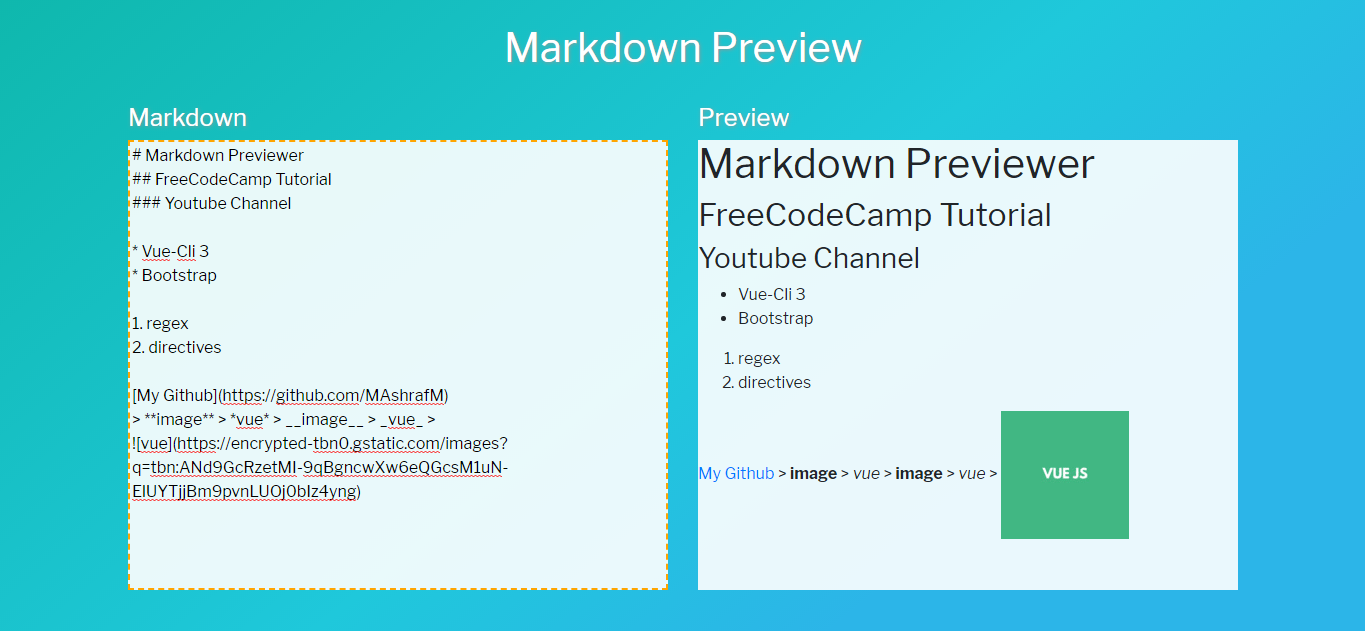 Markdown Preview
Markdown
# Markdown Previewer
## FreeCodeCamp Tutorial
### Youtube Channel
* Vue-Cli 3
* Bootstrap
1. regex
2. directives
[My Github](https://github.com/MAshrafM)
> **image** > *vue* > __image__ > _vue_ >
![vue](https://encrypted-tbn0.gstatic.com/images?
q=tbn:ANd9GcRzetMI-9qBgncwXw6eQGcsM1uN-
EIUYTjjBm9pvnLUOj0bIz4yng)
Preview
Markdown Previewer
FreeCodeCamp Tutorial
Youtube Channel
• Vue-Cli 3
• Bootstrap
1. regex
2. directives
My Github > image > vue > image > vue >
VUE JS